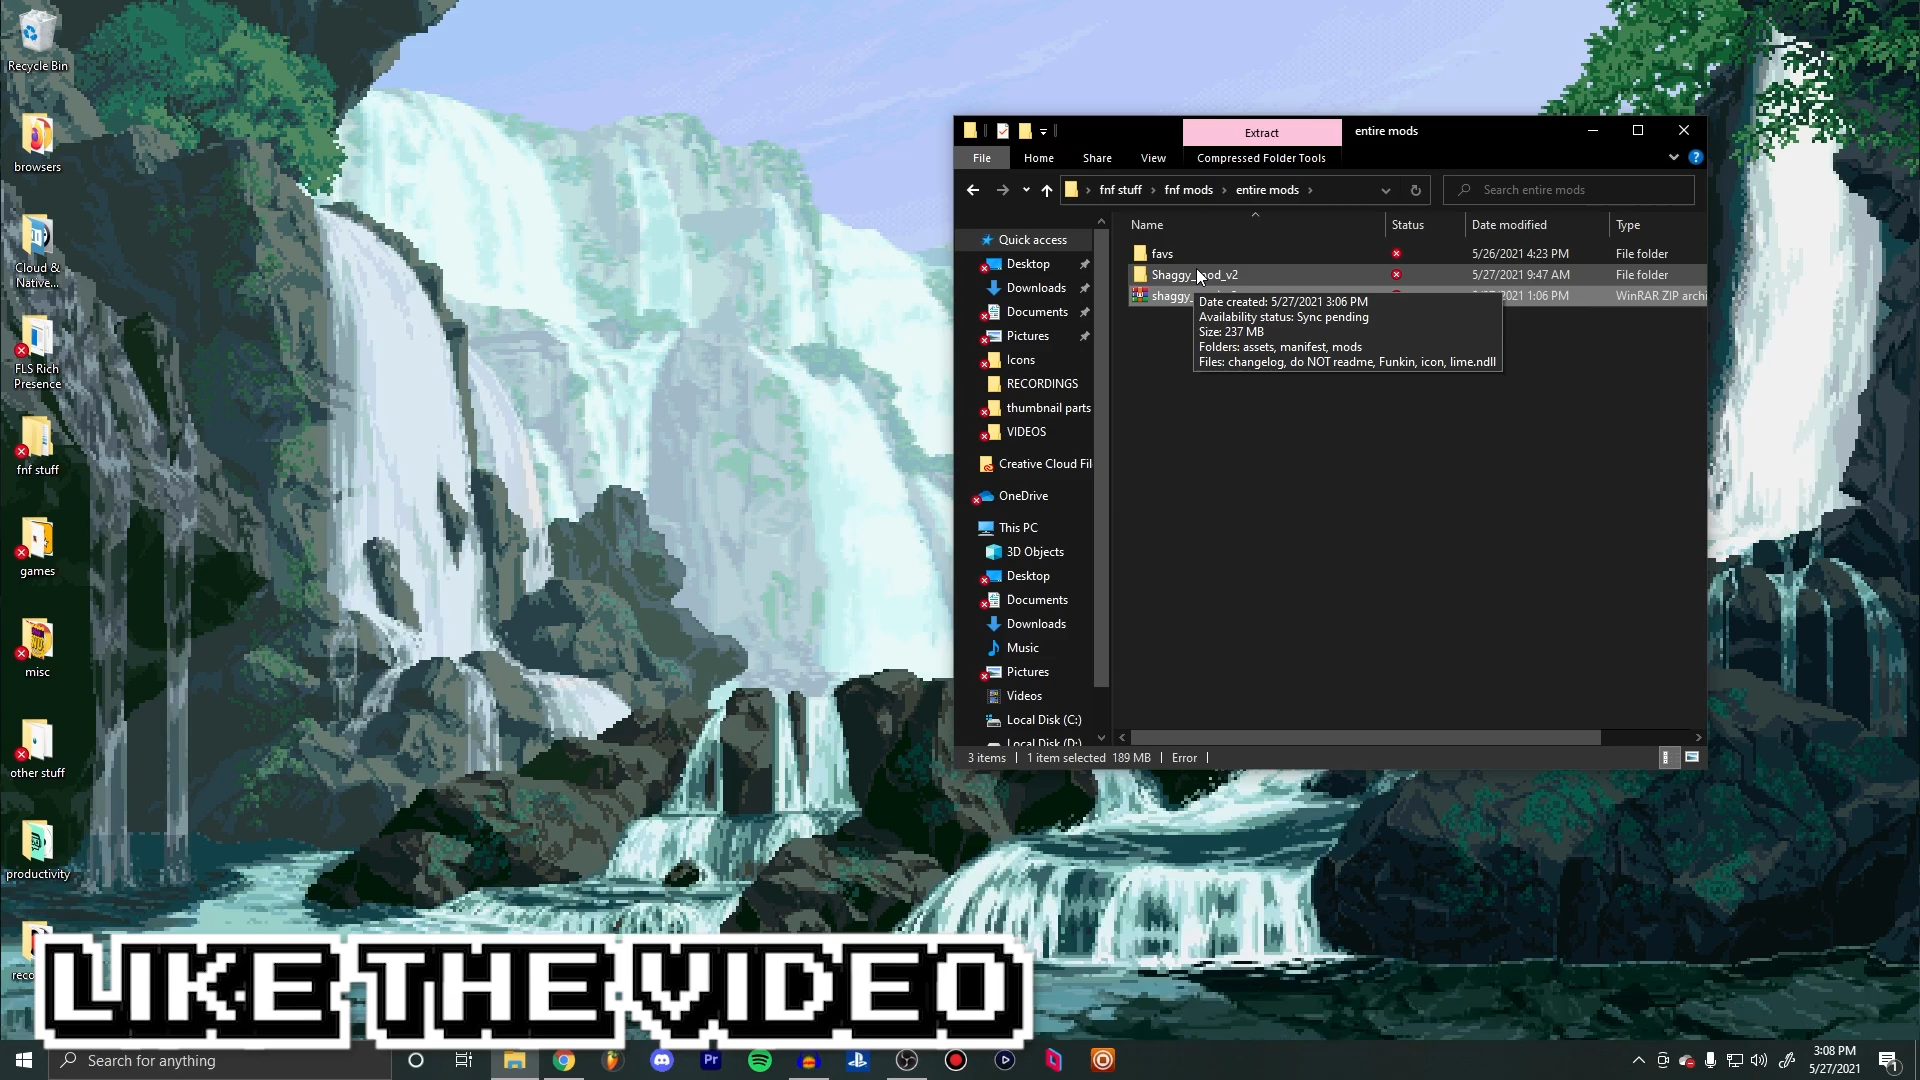 Recycle Bin
browsers
Cloud &
Native...
FLS Rich
Presence
fnf stuff
games
misc
other stuff
productivity
Extract
entire mods
File
Home
Share
View
Compressed Folder Tools
fnf stuff
fnf mods
entire mods
Search entire mods
Name
Status
Date modified
Type
favs
5/26/2021 4:23 PM
File folder
Shaggy_mod_v2
5/27/2021 9:47 AM
File folder
shaggy_
2021 1:06 PM
WinRAR ZIP archi
Date created: 5/27/2021 3:06 PM
Availability status: Sync pending
Size: 237 MB
Folders: assets, manifest, mods
Files: changelog, do NOT readme, Funkin, icon, lime.ndll
Quick access
Desktop
Downloads
Documents
Pictures
Icons
RECORDINGS
thumbnail parts
VIDEOS
Creative Cloud Fil
OneDrive
This PC
3D Objects
Desktop
Documents
Downloads
Music
Pictures
Videos
Local Disk (C:)
Local Disk (D:)
3 items
1 item selected 189 MB
Error
LIKE THE VIDEO
Search for anything
Pr
3:08 PM
5/27/2021
1